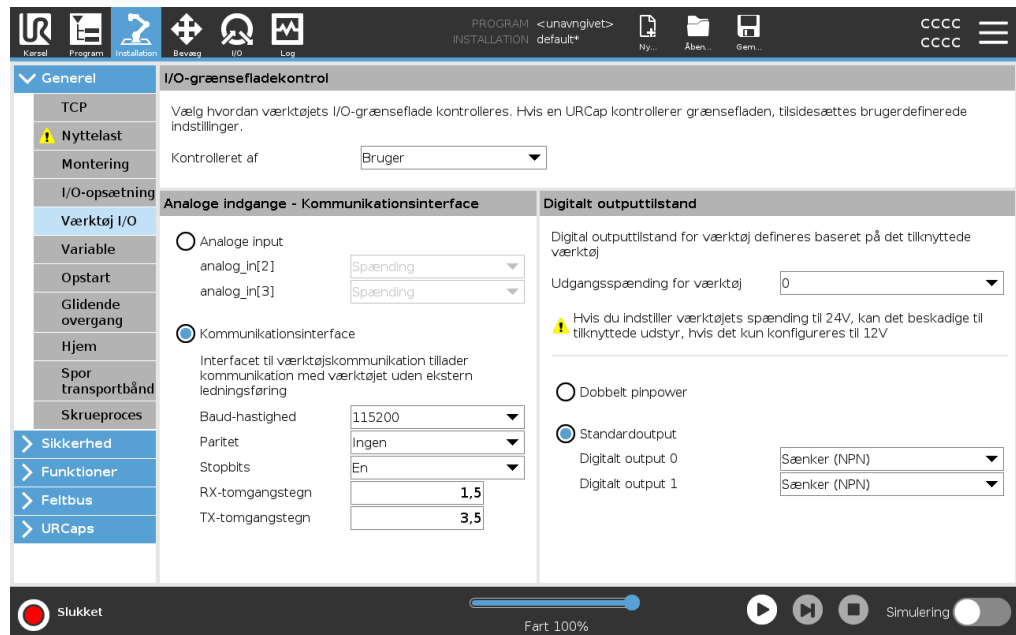 UR
PROGRAM <unavngivet>
INSTALLATION default*
Kørsel Program Installation Bevæg I/O Log
Ny... Åben... Gem...
CCCC
CCCC
Generel
TCP
Nyttelast
Montering
I/O-opsætning
Værktøj I/O
Variable
Opstart
Glidende
overgang
Hjem
Spor
transportbånd
Skrueproces
Sikkerhed
Funktioner
Feltbus
URCaps
I/O-grænsefladekontrol
Vælg hvordan værktøjets I/O-grænseflade kontrolleres. Hvis en URCap kontrollerer grænsefladen, tilsidesættes brugerdefinerede
indstillinger.
Kontrolleret af Bruger
Analoge indgange - Kommunikationsinterface
Analoge input
analog_in[2] Spænding
analog_in[3] Spænding
Kommunikationsinterface
Interfacet til værktøjskommunikation tillader
kommunikation med værktøjet uden ekstern
ledningsføring
Baud-hastighed 115200
Paritet Ingen
Stopbits En
RX-tomgangstegn 1,5
TX-tomgangstegn 3,5
Digitalt outputtilstand
Digital outputtilstand for værktøj defineres baseret på det tilknyttede
værktøj
Udgangsspænding for værktøj 0
Hvis du indstiller værktøjets spænding til 24V, kan det beskadige til
tilknyttede udstyr, hvis det kun konfigureres til 12V
Dobbelt pinpower
Standardoutput
Digitalt output 0 Sænker (NPN)
Digitalt output 1 Sænker (NPN)
Slukket
Fart 100%
Simulering